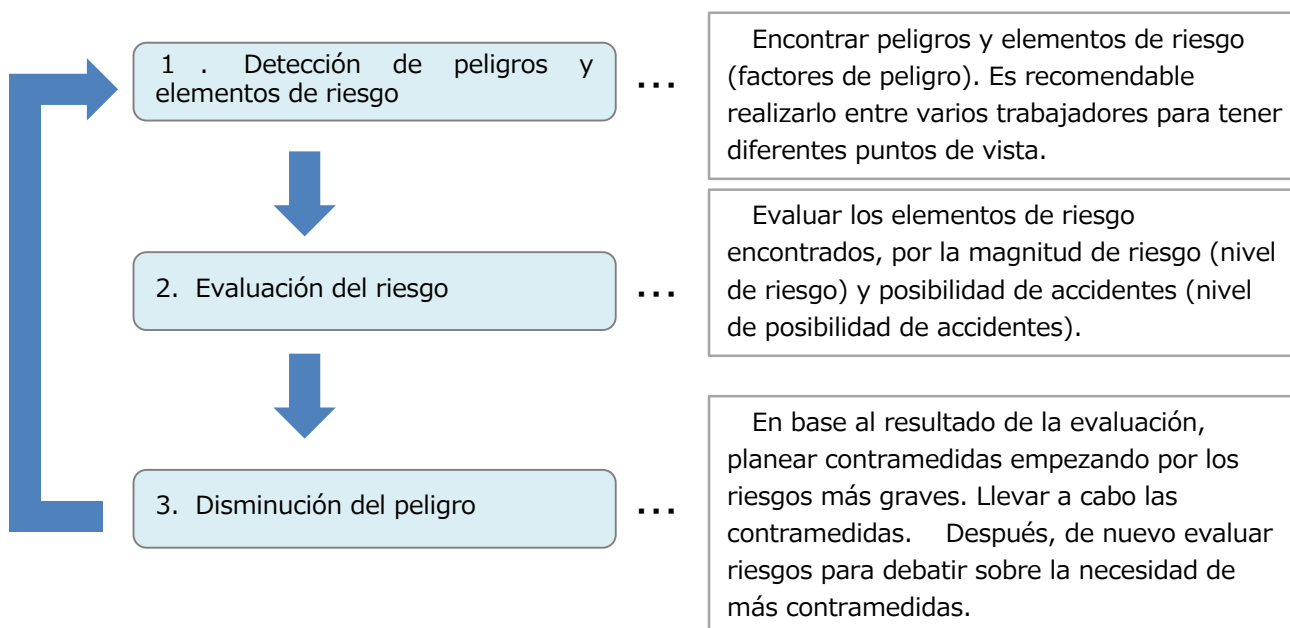 1 . Detección de peligros y
elementos de riesgo
...
Encontrar peligros y elementos de riesgo
(factores de peligro). Es recomendable
realizarlo entre varios trabajadores para tener
diferentes puntos de vista.
2. Evaluación del riesgo
...
Evaluar los elementos de riesgo
encontrados, por la magnitud de riesgo (nivel
de riesgo) y posibilidad de accidentes (nivel
de posibilidad de accidentes).
3. Disminución del peligro
...
En base al resultado de la evaluación,
planear contramedidas empezando por los
riesgos más graves. Llevar a cabo las
contramedidas. Después, de nuevo evaluar
riesgos para debatir sobre la necesidad de
más contramedidas.